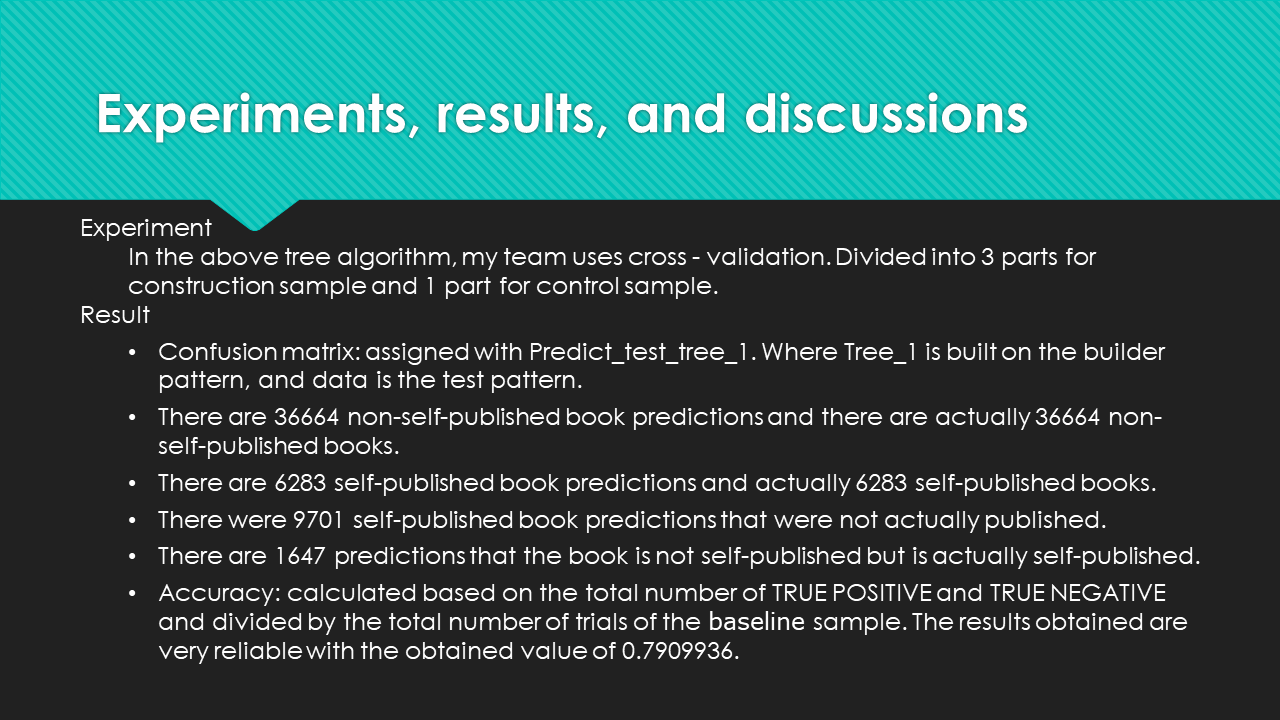 Experiments, results, and discussions
Experiment
In the above tree algorithm, my team uses cross - validation. Divided into 3 parts for
construction sample and 1 part for control sample.
Result
• Confusion matrix: assigned with Predict_test_tree_1. Where Tree_1 is built on the builder
pattern, and data is the test pattern.
• There are 36664 non-self-published book predictions and there are actually 36664 non-
self-published books.
• There are 6283 self-published book predictions and actually 6283 self-published books.
• There were 9701 self-published book predictions that were not actually published.
• There are 1647 predictions that the book is not self-published but is actually self-published.
• Accuracy: calculated based on the total number of TRUE POSITIVE and TRUE NEGATIVE
and divided by the total number of trials of the baseline sample. The results obtained are
very reliable with the obtained value of 0.7909936.